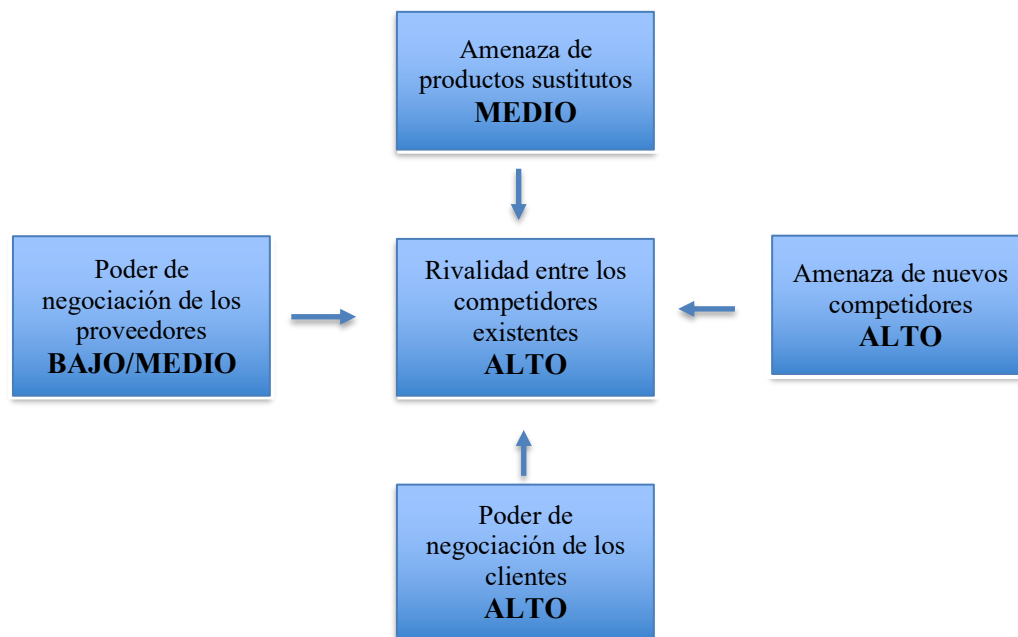 Amenaza de
productos sustitutos
MEDIO
Poder de
negociación de los
proveedores
BAJO/MEDIO
Rivalidad entre los
competidores
existentes
ALTO
Amenaza de nuevos
competidores
ALTO
Poder de
negociación de los
clientes
ALTO